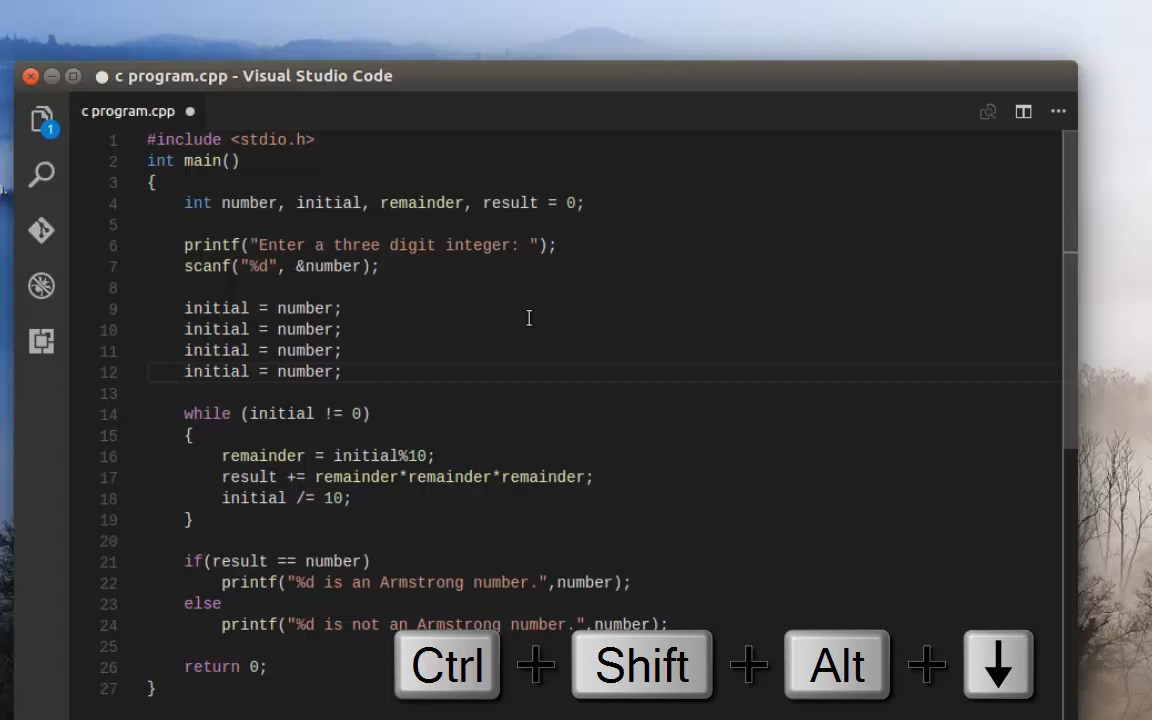 c program.cpp - Visual Studio Code
c program.cpp
1
1 #include <stdio.h>
2 int main()
3 {
4 int number, initial, remainder, result = 0;
5
6 printf("Enter a three digit integer: ");
7 scanf("%d", &number);
8
9 initial = number;
10 initial = number;
11 initial = number;
12 initial = number;
13
14 while (initial != 0)
15 {
16 remainder = initial%10;
17 result += remainder*remainder*remainder;
18 initial /= 10;
19 }
20
21 if(result == number)
22 printf("%d is an Armstrong number.",number);
23 else
24 printf("%d is not an Armstrong number.",number);
25
26 return 0;
27 }
Ctrl + Shift + Alt + ↓